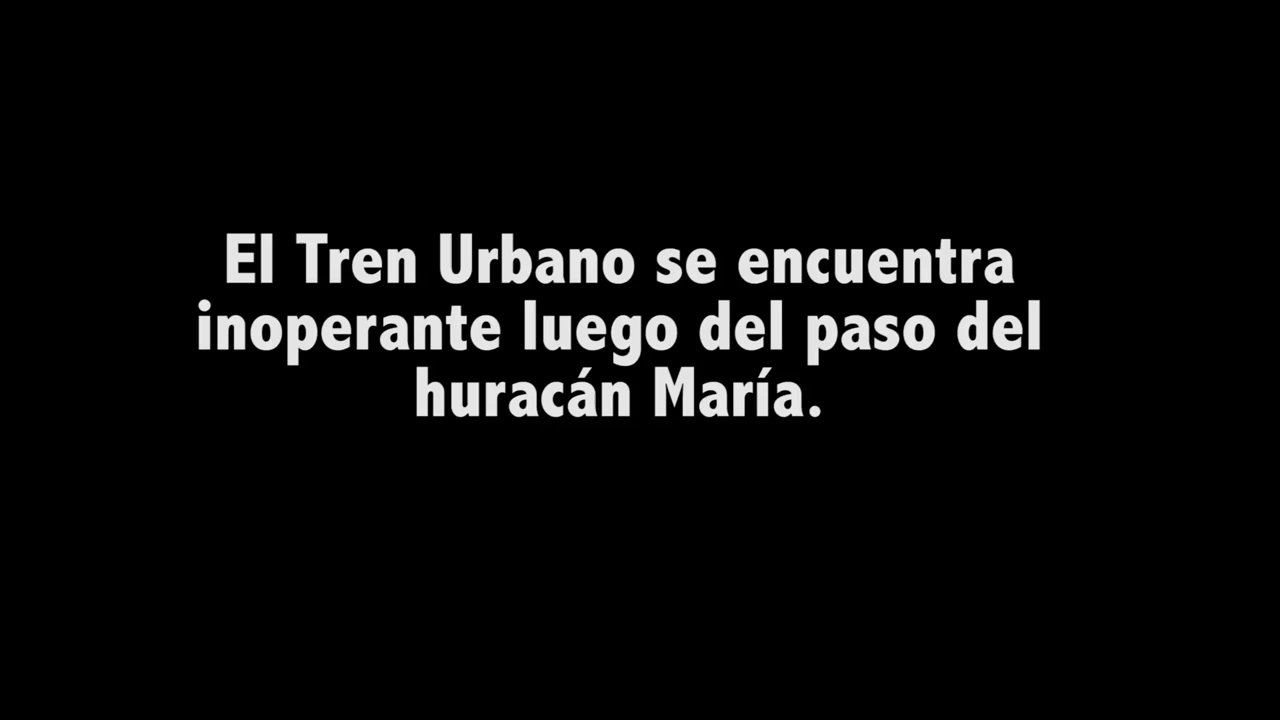 El Tren Urbano se encuentra
inoperante luego del paso del
huracán María.